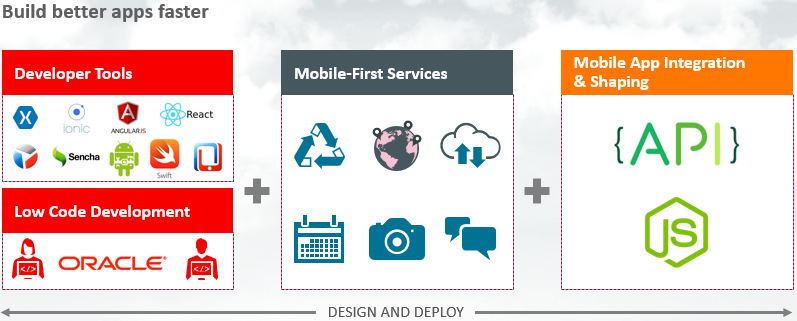 Build better apps faster
Developer Tools
ionic
ANGULARJS
React
Sencha
Swift
Low Code Development
</>
ORACLE®
</>
Mobile-First Services
Mobile App Integration
& Shaping
{API}
JS
DESIGN AND DEPLOY